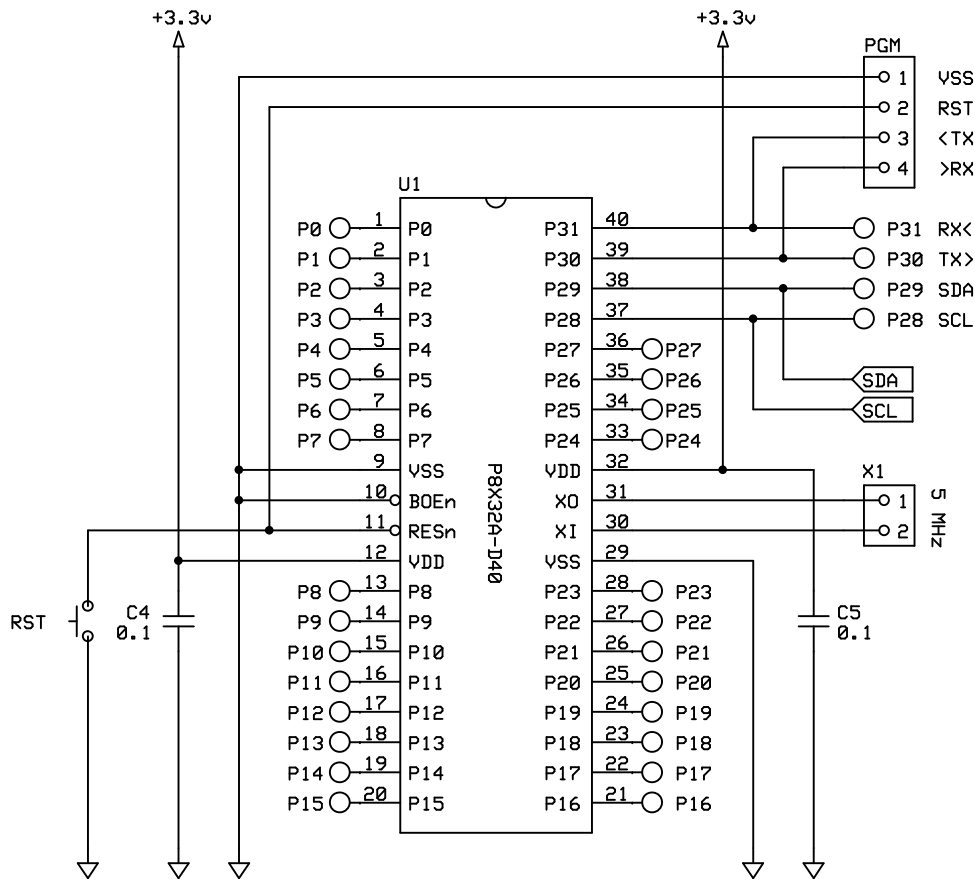 +3.3v
+3.3v
PGM
1 VSS
2 RST
3 <TX
4 >RX
U1
P0 1 P0
P1 2 P1
P2 3 P2
P3 4 P3
P4 5 P4
P5 6 P5
P6 7 P6
P7 8 P7
9 VSS
10 BOEn
11 RESn
12 VDD
P8 13 P8
P9 14 P9
P10 15 P10
P11 16 P11
P12 17 P12
P13 18 P13
P14 19 P14
P15 20 P15
P8X32A-D40
P31 40 P31 RX<
P30 39 P30 TX>
P29 38 P29 SDA
P28 37 P28 SCL
P27 36 P27
P26 35 P26
P25 34 P25
P24 33 P24
VDD 32
XO 31
XI 30
VSS 29
P23 28 P23
P22 27 P22
P21 26 P21
P20 25 P20
P19 24 P19
P18 23 P18
P17 22 P17
P16 21 P16
SDA
SCL
X1
1
2
5 MHz
RST
C4
0.1
C5
0.1